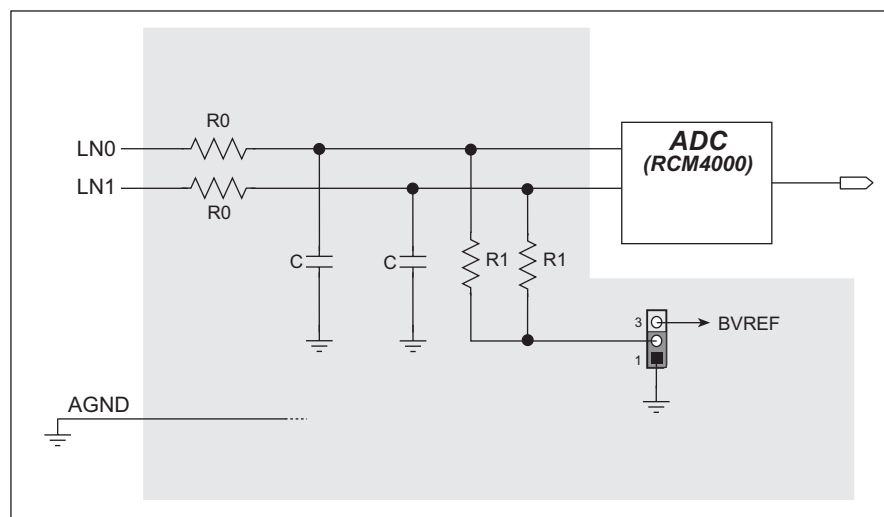 R0
LN0
ADC
(RCM4000)
LN1
R0
C
C
R1
R1
3
BVREF
1
AGND